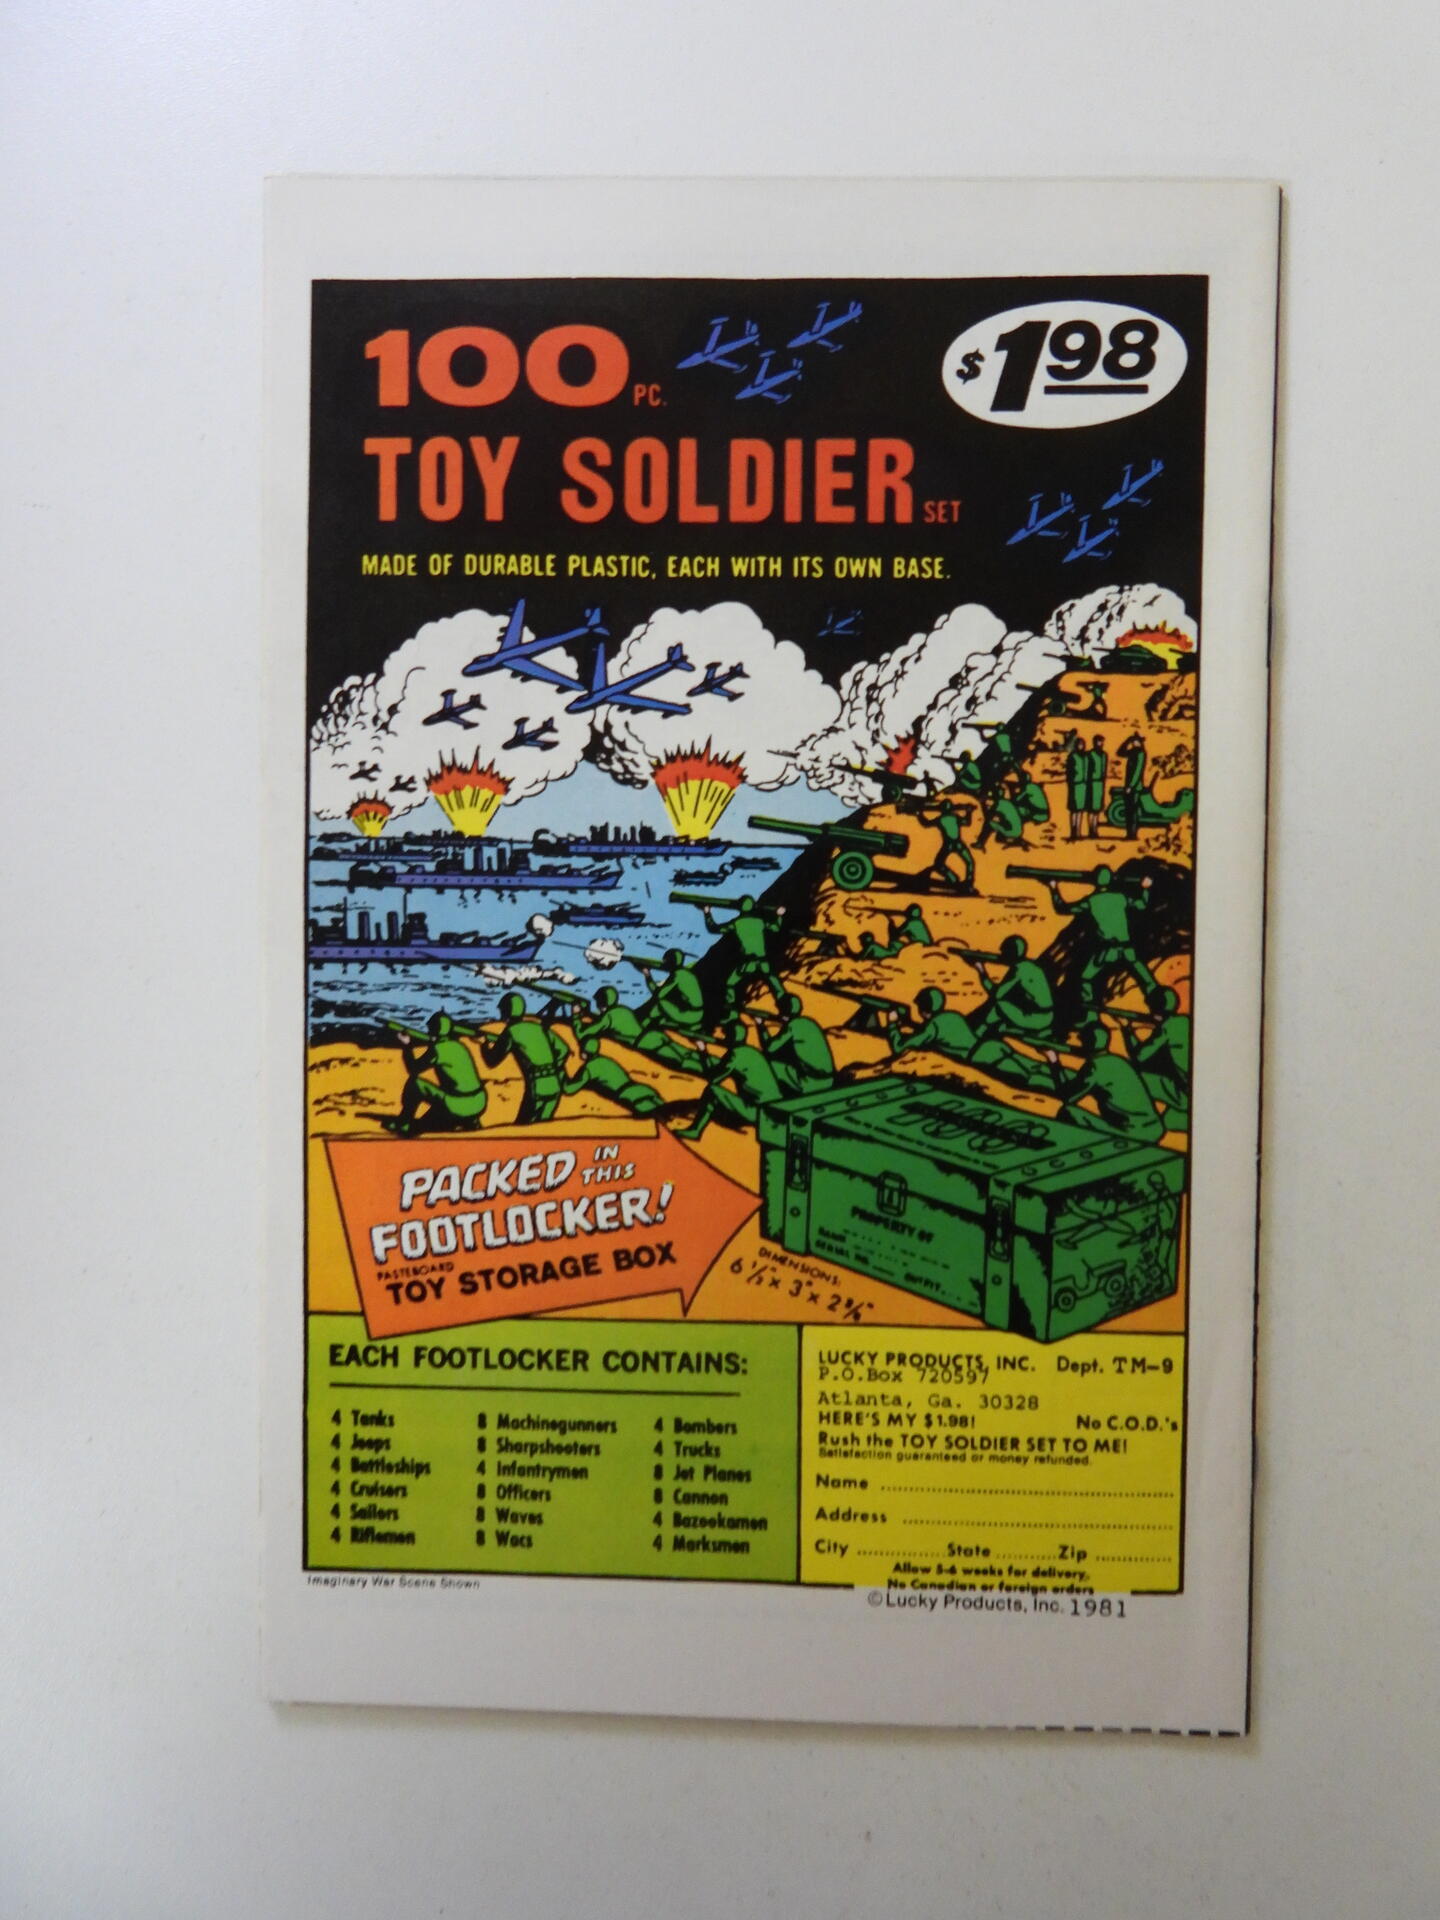 100 PC.
$1.98
TOY SOLDIER SET
MADE OF DURABLE PLASTIC, EACH WITH ITS OWN BASE.
PACKED IN THIS
FOOTLOCKER!
PASTEBOARD
TOY STORAGE BOX
100
PROPERTY OF
NAME
SERIAL NO. OUTFIT
DIMENSIONS:
6 1/2" x 3" x 2
EACH FOOTLOCKER CONTAINS:
4 Tanks
4 Jeeps
4 Battleships
4 Cruisers
4 Sailors
4 Riflemen
8 Machinegunners
8 Sharpshooters
4 Infantrymen
8 Officers
8 Waves
8 Wacs
4 Bombers
4 Trucks
8 Jet Planes
8 Cannon
4 Bazookamen
4 Marksmen
LUCKY PRODUCTS, INC. Dept. TM-9
P.O.Box 720597
Atlanta, Ga. 30328
HERE'S MY $1.98! No C.O.D.'s
Rush the TOY SOLDIER SET TO ME!
Satisfaction guaranteed or money refunded.
Name
Address
City State Zip
Allow 5-6 weeks for delivery.
No Canadian or foreign orders
Imaginary War Scene Shown
©Lucky Products, Inc. 1981